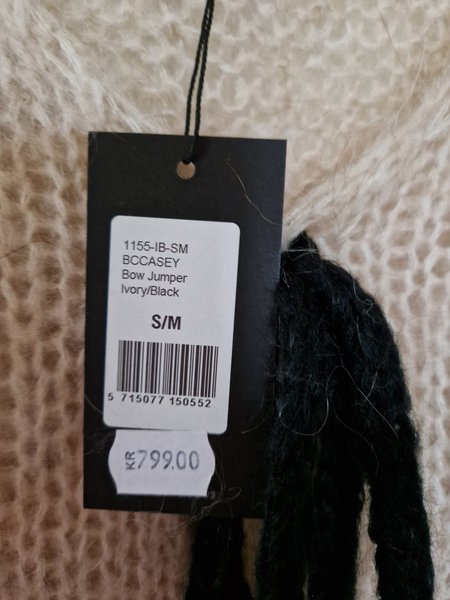 1155-IB-SM
BCCASEY
Bow Jumper
Ivory/Black
S/M
5 715077 150552
KR 799.00